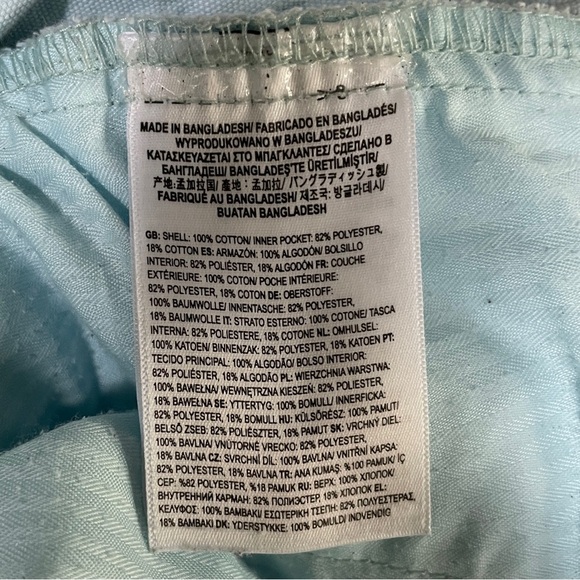 MADE IN BANGLADESH/ FABRICADO EN BANGLADÉS/
WYPRODUKOWANO W BANGLADESZU/
ΚΑΤΑΣΚΕΥΑΖΕΤΑΙ ΣΤΟ ΜΠΑΓΚΛΑΝΤΕΣ/ СДЕЛАНО В
БАНГЛАДЕШ/ BANGLADEŞ'TE ÜRETİLMİŞTİR/
产地:孟加拉国/ 產地：孟加拉/ バングラディッシュ製/
FABRIQUÉ AU BANGLADESH/ 제조국: 방글라데시/
BUATAN BANGLADESH
GB: SHELL: 100% COTTON/ INNER POCKET: 82% POLYESTER,
18% COTTON ES: ARMAZÓN: 100% ALGODÓN/ BOLSILLO
INTERIOR: 82% POLIÉSTER, 18% ALGODÓN FR: COUCHE
EXTÉRIEURE: 100% COTON/ POCHE INTÉRIEURE:
82% POLYESTER, 18% COTON DE: OBERSTOFF:
100% BAUMWOLLE/ INNENTASCHE: 82% POLYESTER,
18% BAUMWOLLE IT: STRATO ESTERNO: 100% COTONE/ TASCA
INTERNA: 82% POLIESTERE, 18% COTONE NL: OMHULSEL:
100% KATOEN/ BINNENZAK: 82% POLYESTER, 18% KATOEN PT:
TECIDO PRINCIPAL: 100% ALGODÃO/ BOLSO INTERIOR:
82% POLIÉSTER, 18% ALGODÃO PL: WIERZCHNIA WARSTWA:
100% BAWEŁNA/ WEWNĘTRZNA KIESZEŃ: 82% POLIESTER,
18% BAWEŁNA SE: YTTERTYG: 100% BOMULL/ INNERFICKA:
82% POLYESTER, 18% BOMULL HU: KÜLSŐRÉSZ: 100% PAMUT/
BELSŐ ZSEB: 82% POLIÉSZTER, 18% PAMUT SK: VRCHNÝ DIEL:
100% BAVLNA/ VNÚTORNÉ VRECKO: 82% POLYESTER,
18% BAVLNA CZ: SVRCHNÍ DÍL: 100% BAVLNA/ VNITŘNÍ KAPSA:
82% POLYESTER, 18% BAVLNA TR: ANA KUMAŞ: %100 PAMUK/ İÇ
CEP: %82 POLYESTER, %18 PAMUK RU: ВЕРХ: 100% ХЛОПОК/
ВНУТРЕННИЙ КАРМАН: 82% ПОЛИЭСТЕР, 18% ХЛОПОК EL:
ΚΕΛΥΦΟΣ: 100% ΒΑΜΒΑΚΙ/ ΕΣΩΤΕΡΙΚΗ ΤΣΕΠΗ: 82% ΠΟΛΥΕΣΤΕΡΑΣ,
18% ΒΑΜΒΑΚΙ DK: YDERSTYKKE: 100% BOMULD/ INDVENDIG